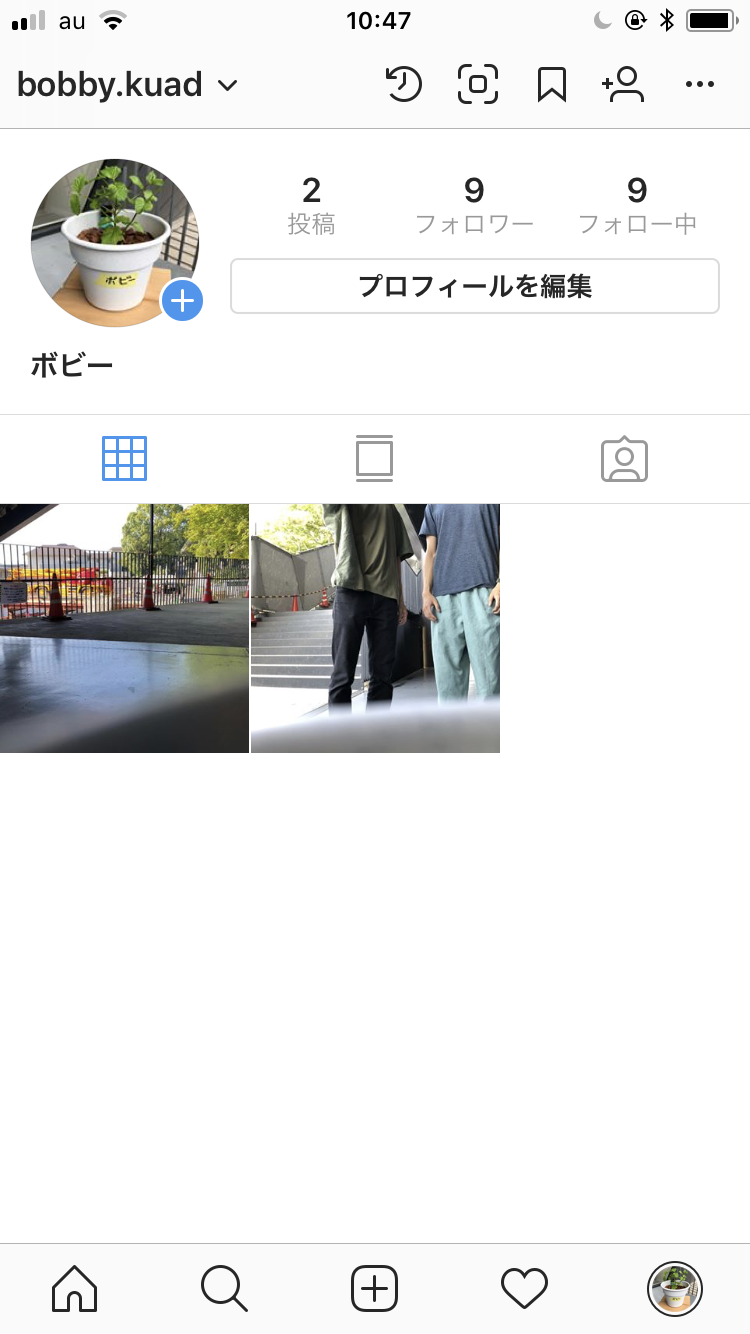 au 10:47
bobby.kuad
2 9 9
投稿 フォロワー フォロー中
プロフィールを編集
ボビー
ボビー